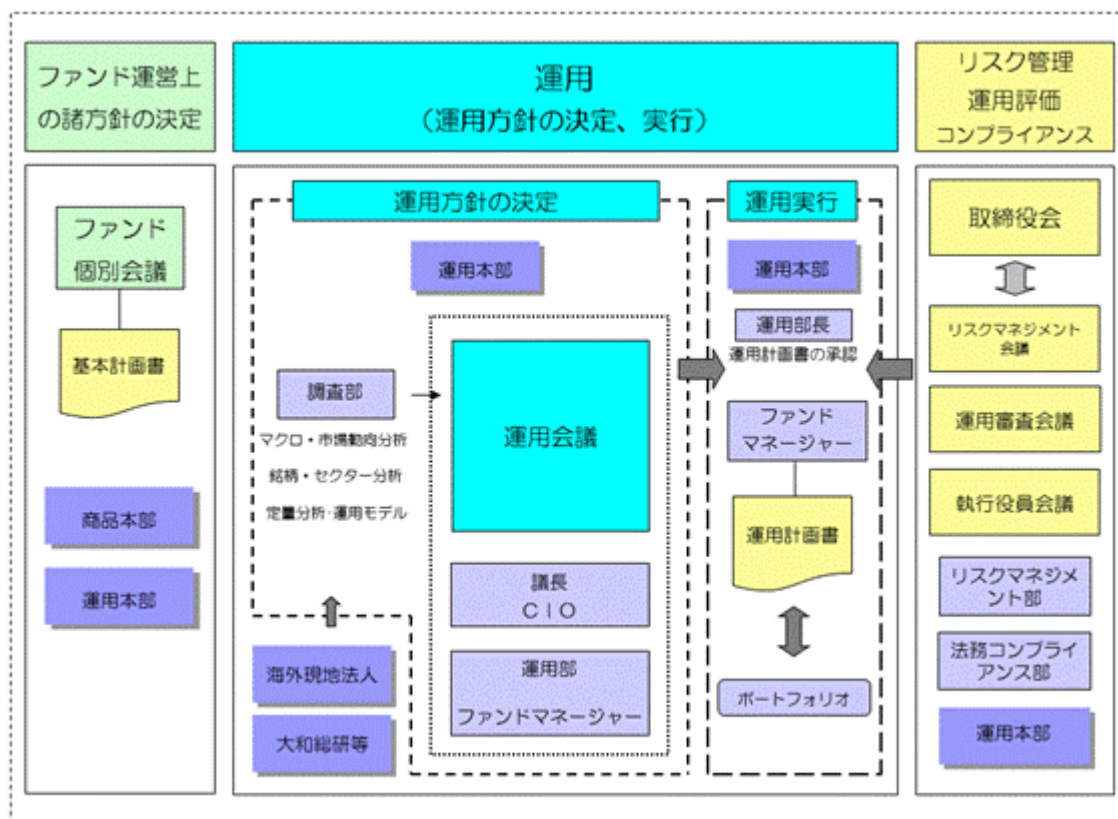 ファンド運営上
の諸方針の決定
運用
（運用方針の決定、実行）
リスク管理
運用評価
コンプライアンス
ファンド
個別会議
基本計画書
商品本部
運用本部
運用方針の決定
運用本部
調査部
マクロ・市場動向分析
銘柄・セクター分析
定量分析・運用モデル
運用会議
議長
ＣＩＯ
運用部
ファンドマネージャー
海外現地法人
大和総研等
運用実行
運用本部
運用部長
運用計画書の承認
ファンド
マネージャー
運用計画書
ポートフォリオ
取締役会
リスクマネジメント
会議
運用審査会議
執行役員会議
リスクマネジメ
ント部
法務コンプライ
アンス部
運用本部